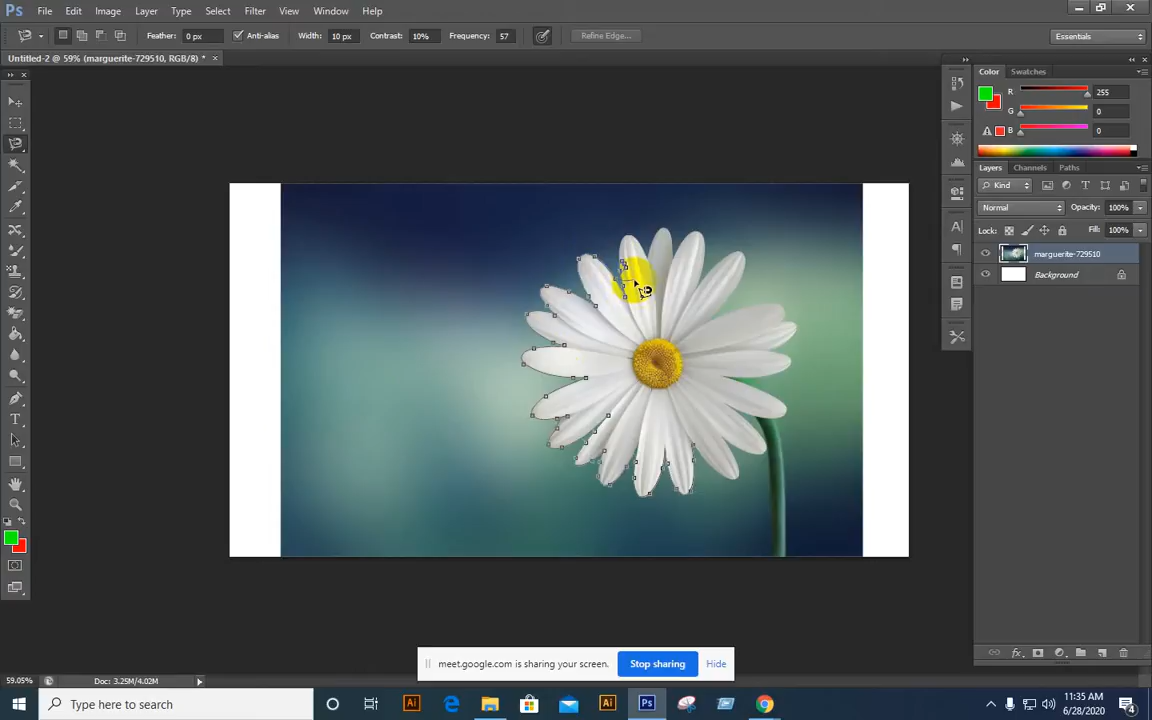 Ps File Edit Image Layer Type Select Filter View Window Help
Feather: 0 px Anti-alias Width: 10 px Contrast: 10% Frequency: 57 Refine Edge... Essentials
Untitled-2 @ 59% (marguerite-729510, RGB/8) * ×
Color Swatches
R 255
G 0
B 0
Layers Channels Paths
Kind
Normal Opacity: 100%
Lock: Fill: 100%
marguerite-729510
Background
meet.google.com is sharing your screen. Stop sharing Hide
59.05% Doc: 3.25M/4.02M
Type here to search
Ai Ai Ps
11:35 AM
6/28/2020
4